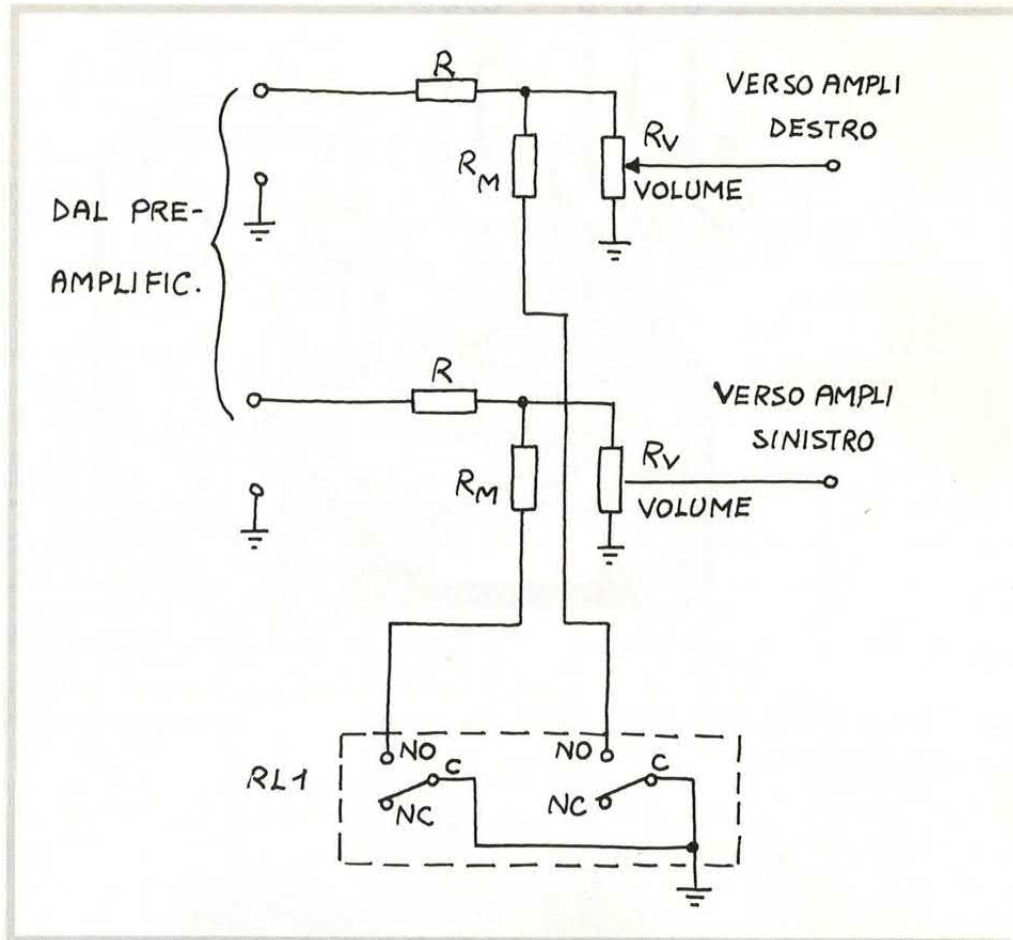 R
VERSO AMPLI
DESTRO
RM
RV
VOLUME
DAL PRE-
AMPLIFIC.
R
VERSO AMPLI
SINISTRO
RM
RV
VOLUME
RL1
NO
C
NC
NO
C
NC